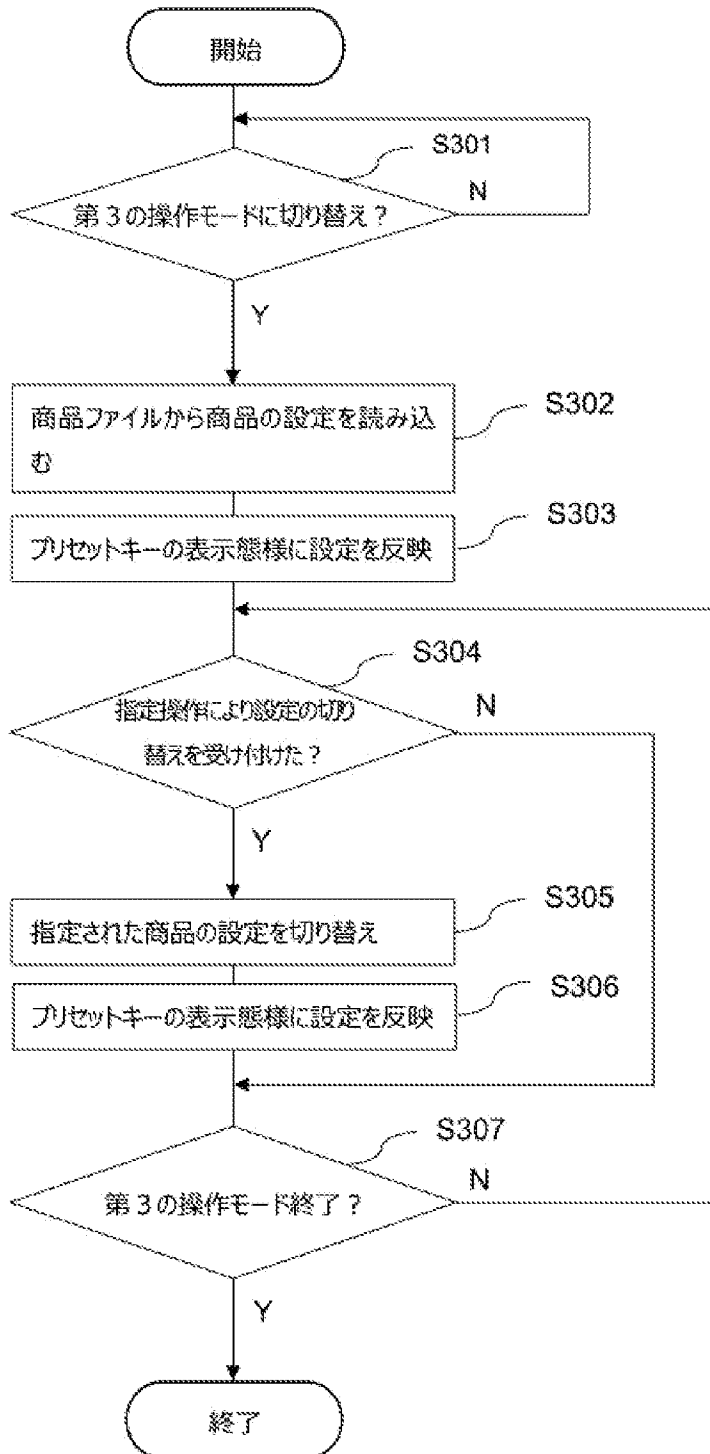 開始
S301
第3の操作モードに切り替え？
N
Y
S302
商品ファイルから商品の設定を読み込
む
S303
プリセットキーの表示態様に設定を反映
S304
指定操作により設定の切り
替えを受け付けた？
N
Y
S305
指定された商品の設定を切り替え
S306
プリセットキーの表示態様に設定を反映
S307
第3の操作モード終了？
N
Y
終了